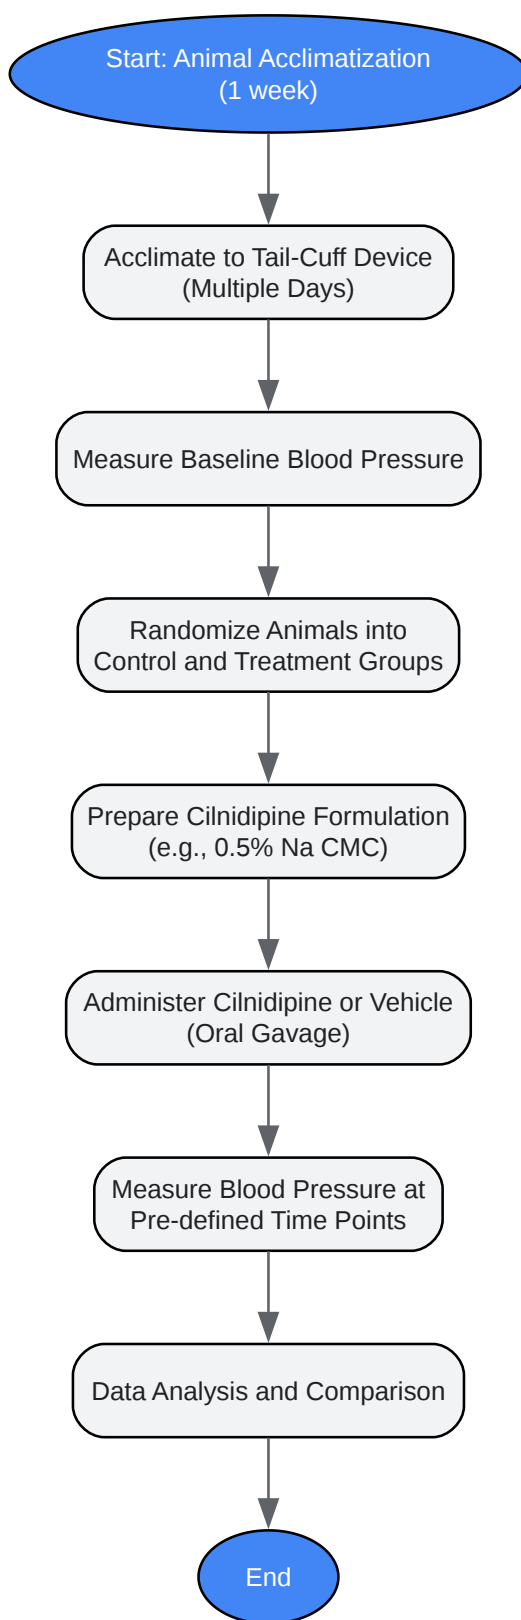 Start: Animal Acclimatization
(1 week)
Acclimate to Tail-Cuff Device
(Multiple Days)
Measure Baseline Blood Pressure
Randomize Animals into
Control and Treatment Groups
Prepare Cilnidipine Formulation
(e.g., 0.5% Na CMC)
Administer Cilnidipine or Vehicle
(Oral Gavage)
Measure Blood Pressure at
Pre-defined Time Points
Data Analysis and Comparison
End